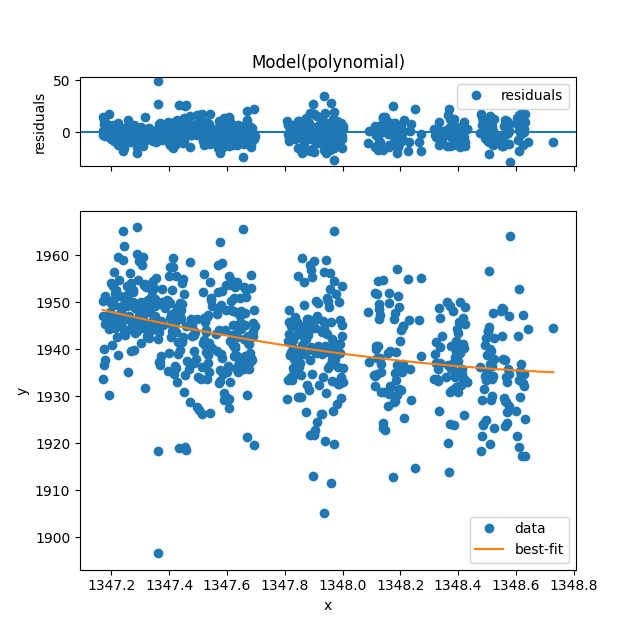 Model(polynomial)
50
0
residuals
residuals
1960
1950
1940
1930
1920
1910
1900
y
data
best-fit
1347.2 1347.4 1347.6 1347.8 1348.0 1348.2 1348.4 1348.6 1348.8
x